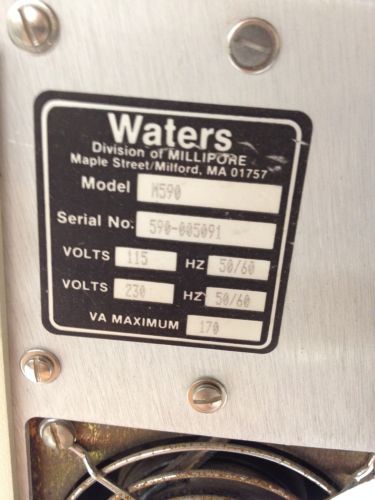 Waters
Division of MILLIPORE
Maple Street/Milford, MA 01757
Model M590
Serial No. 590-005091
VOLTS 115 HZ 50/60
VOLTS 230 HZ 50/60
VA MAXIMUM 170